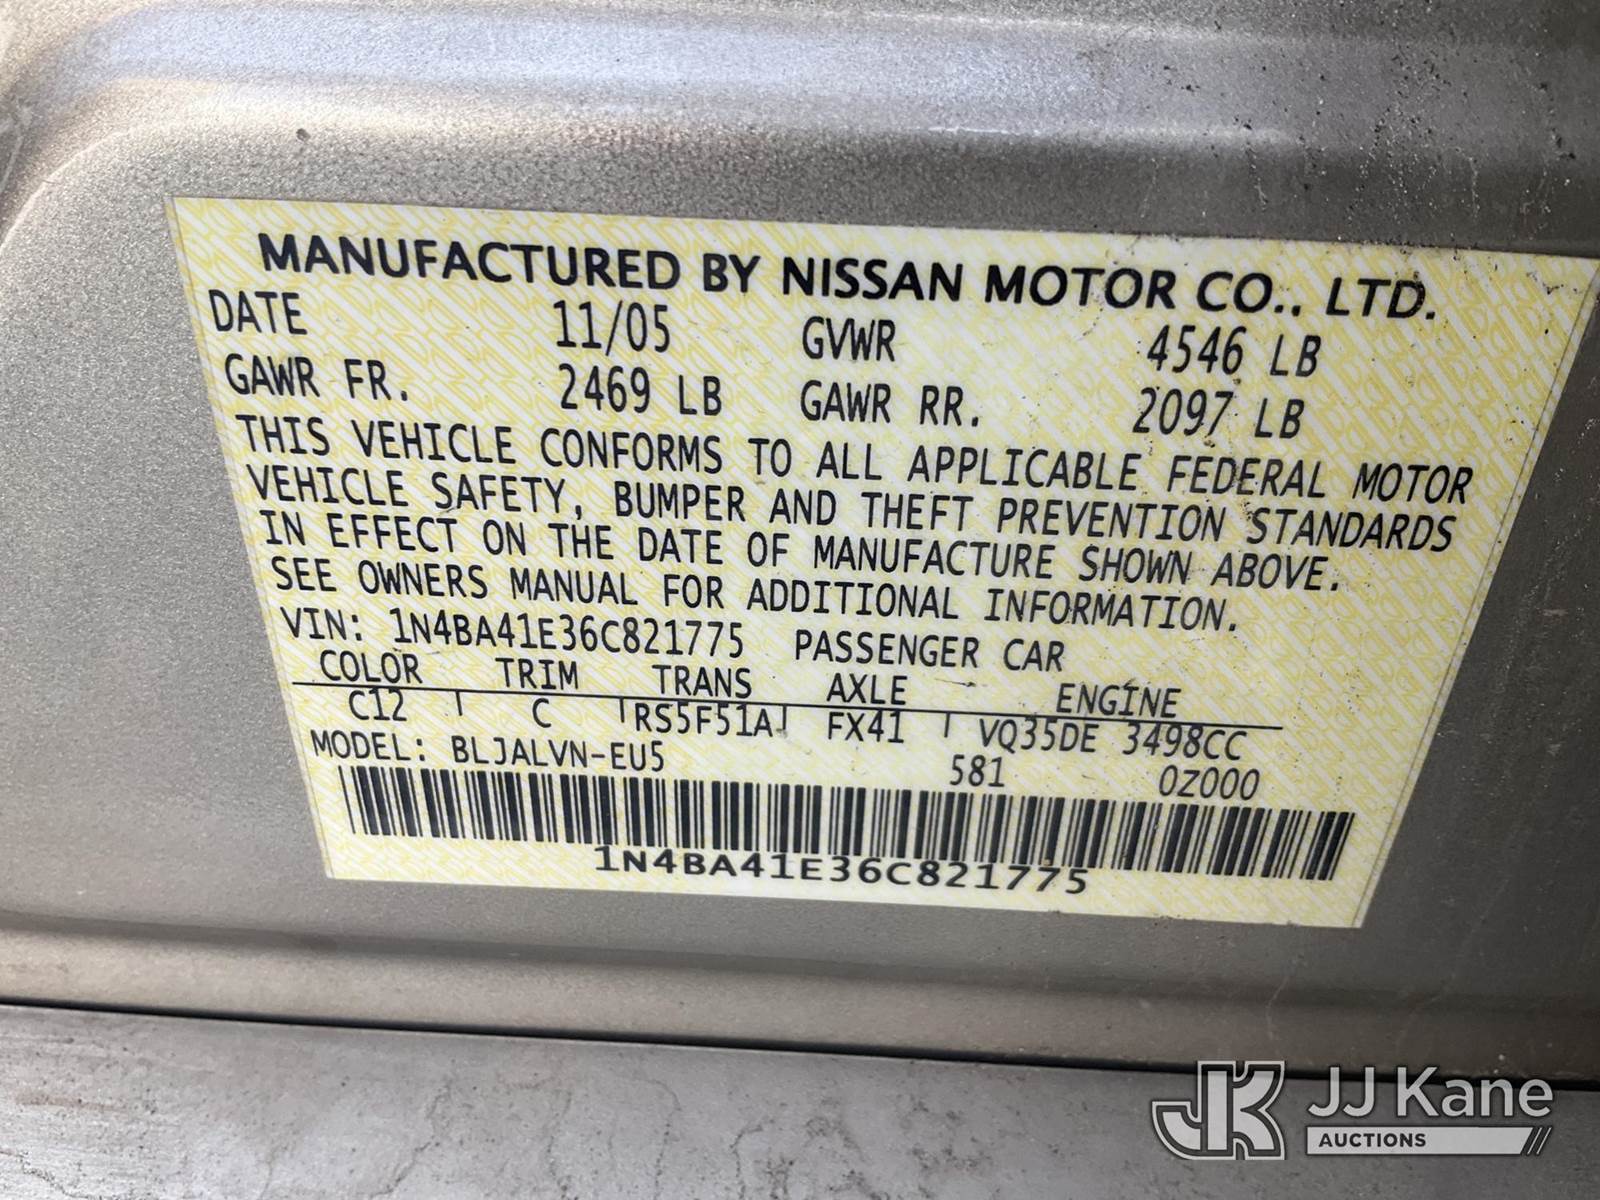 MANUFACTURED BY NISSAN MOTOR CO., LTD.
DATE 11/05 GVWR 4546 LB
GAWR FR. 2469 LB GAWR RR. 2097 LB
THIS VEHICLE CONFORMS TO ALL APPLICABLE FEDERAL MOTOR
VEHICLE SAFETY, BUMPER AND THEFT PREVENTION STANDARDS
IN EFFECT ON THE DATE OF MANUFACTURE SHOWN ABOVE.
SEE OWNERS MANUAL FOR ADDITIONAL INFORMATION.
VIN: 1N4BA41E36C821775 PASSENGER CAR
COLOR TRIM TRANS AXLE ENGINE
C12 C RS5F51A FX41 VQ35DE 3498CC
MODEL: BLJALVN-EU5 581 0Z000
1N4BA41E36C821775
JK JJ Kane
AUCTIONS